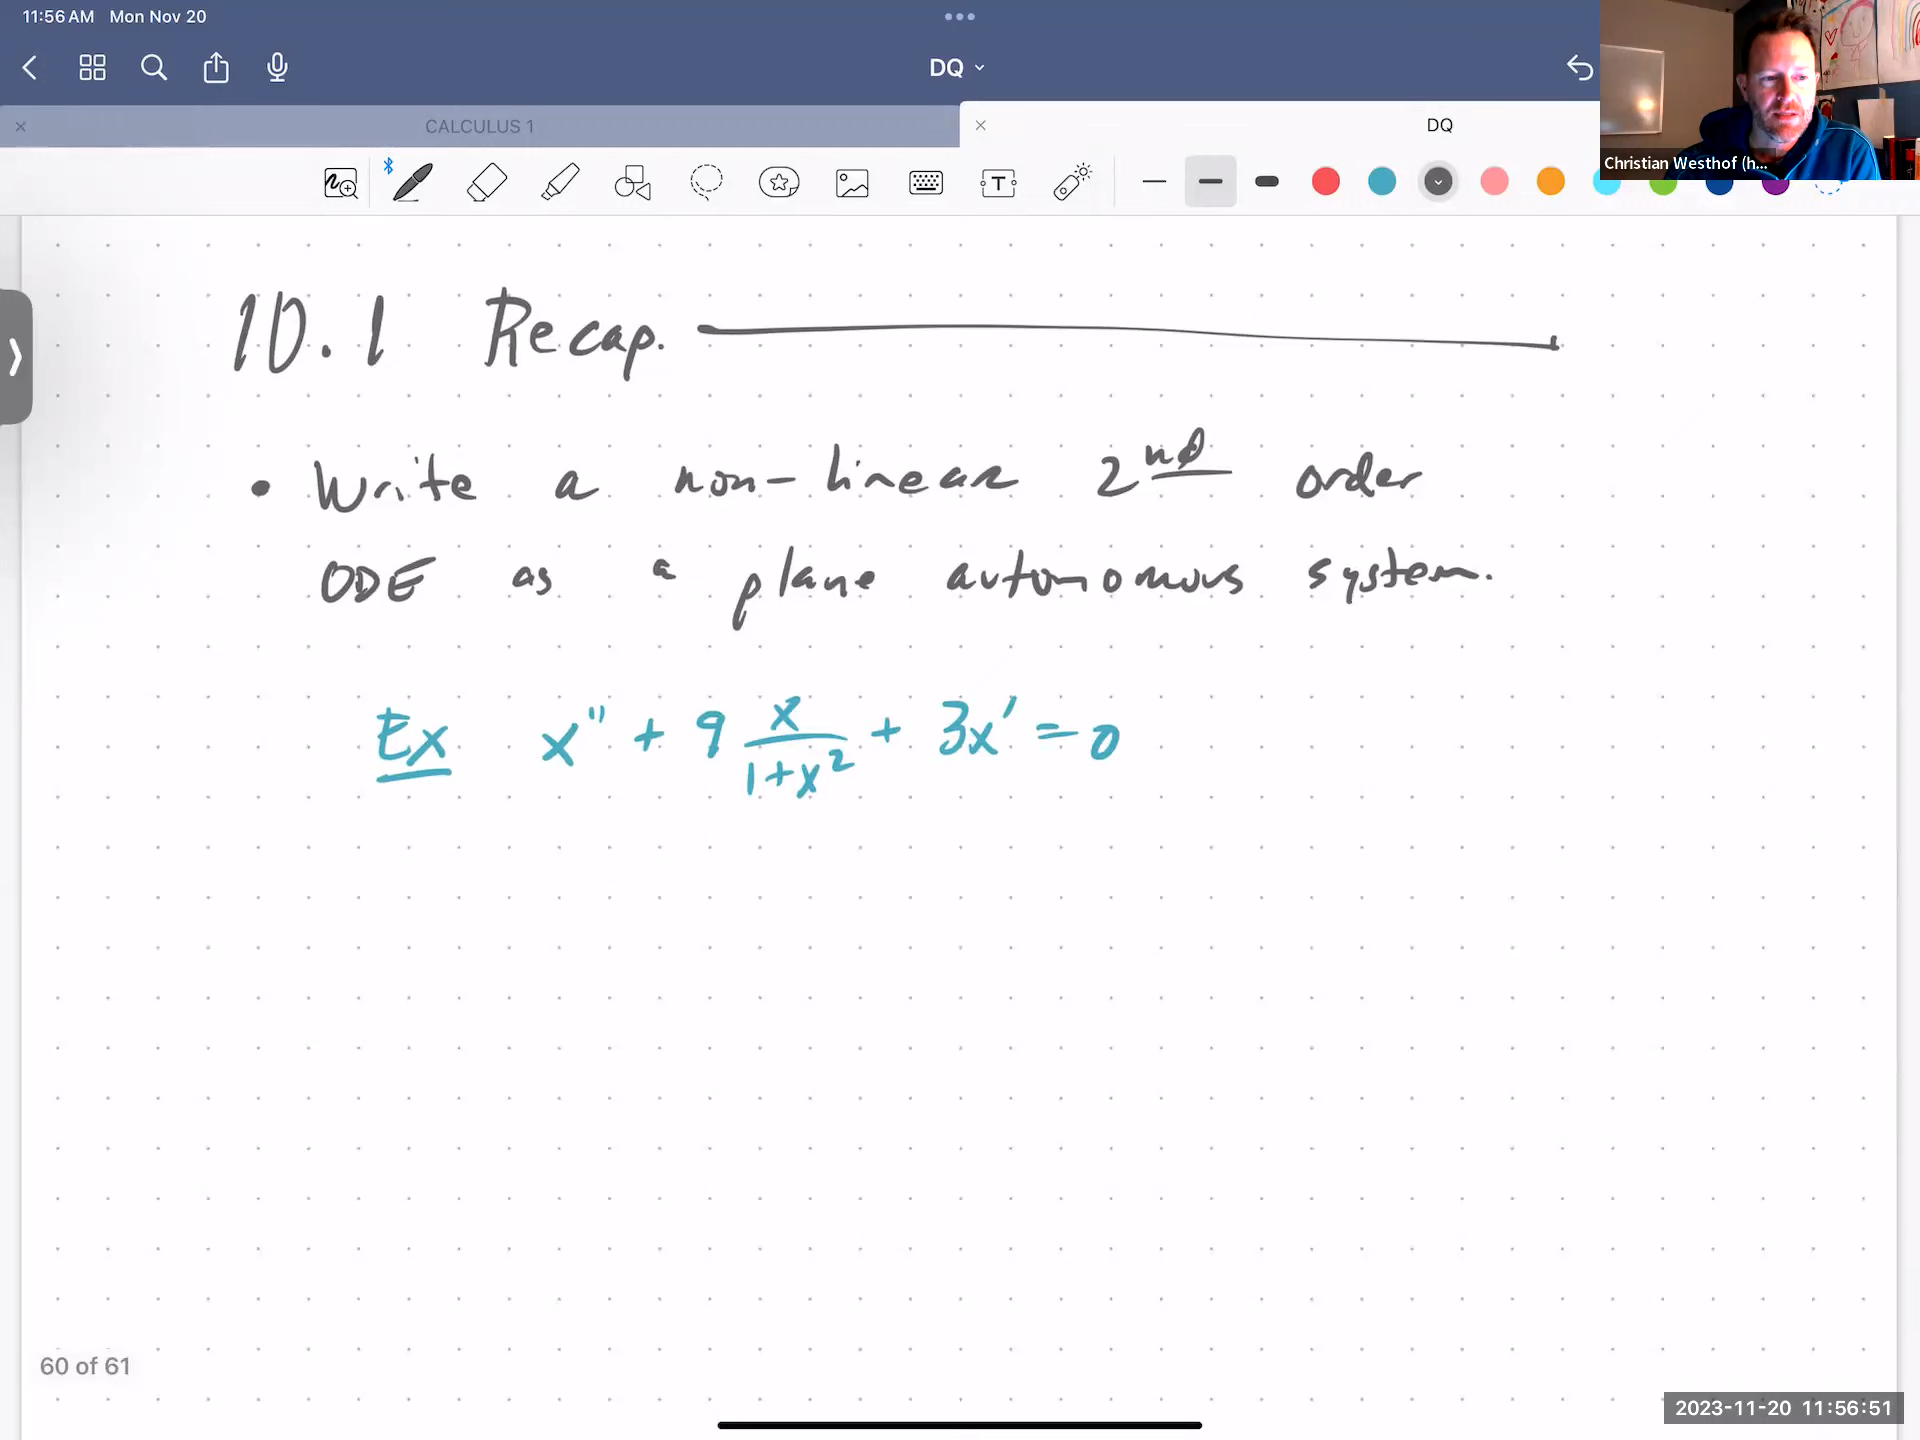 11:56 AM Mon Nov 20
DQ
CALCULUS 1
DQ
Christian Westhof (h...
10.1 Recap.
• Write a non-linear 2nd order
ODE as a plane autonomous system.
Ex x'' + 9 x/(1+x²) + 3x' = 0
60 of 61
2023-11-20 11:56:51